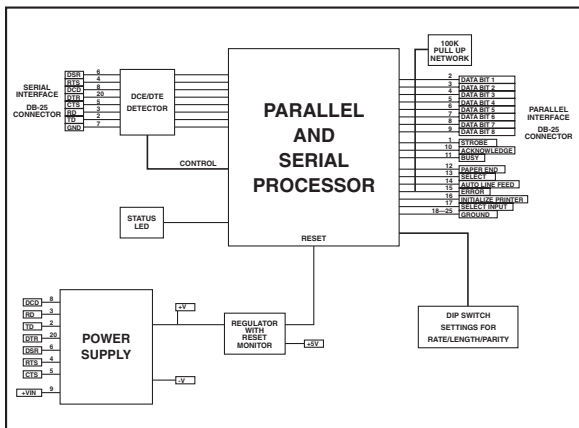 100K
PULL UP
NETWORK
SERIAL
INTERFACE
DB-25
CONNECTOR
DSR 6
RTS 4
DCD 8
DTR 20
CTS 5
RD 3
TD 2
GND 7
DCE/DTE
DETECTOR
CONTROL
PARALLEL
AND
SERIAL
PROCESSOR
RESET
2 DATA BIT 1
3 DATA BIT 2
4 DATA BIT 3
5 DATA BIT 4
6 DATA BIT 5
7 DATA BIT 6
8 DATA BIT 7
9 DATA BIT 8
1 STROBE
10 ACKNOWLEDGE
11 BUSY
12 PAPER END
13 SELECT
14 AUTO LINE FEED
15 ERROR
16 INITIALIZE PRINTER
17 SELECT INPUT
18—25 GROUND
PARALLEL
INTERFACE
DB-25
CONNECTOR
STATUS
LED
DCD 8
RD 3
TD 2
DTR 20
DSR 6
RTS 4
CTS 5
+VIN 9
POWER
SUPPLY
+V
–V
REGULATOR
WITH
RESET
MONITOR
+5V
DIP SWITCH
SETTINGS FOR
RATE/LENGTH/PARITY